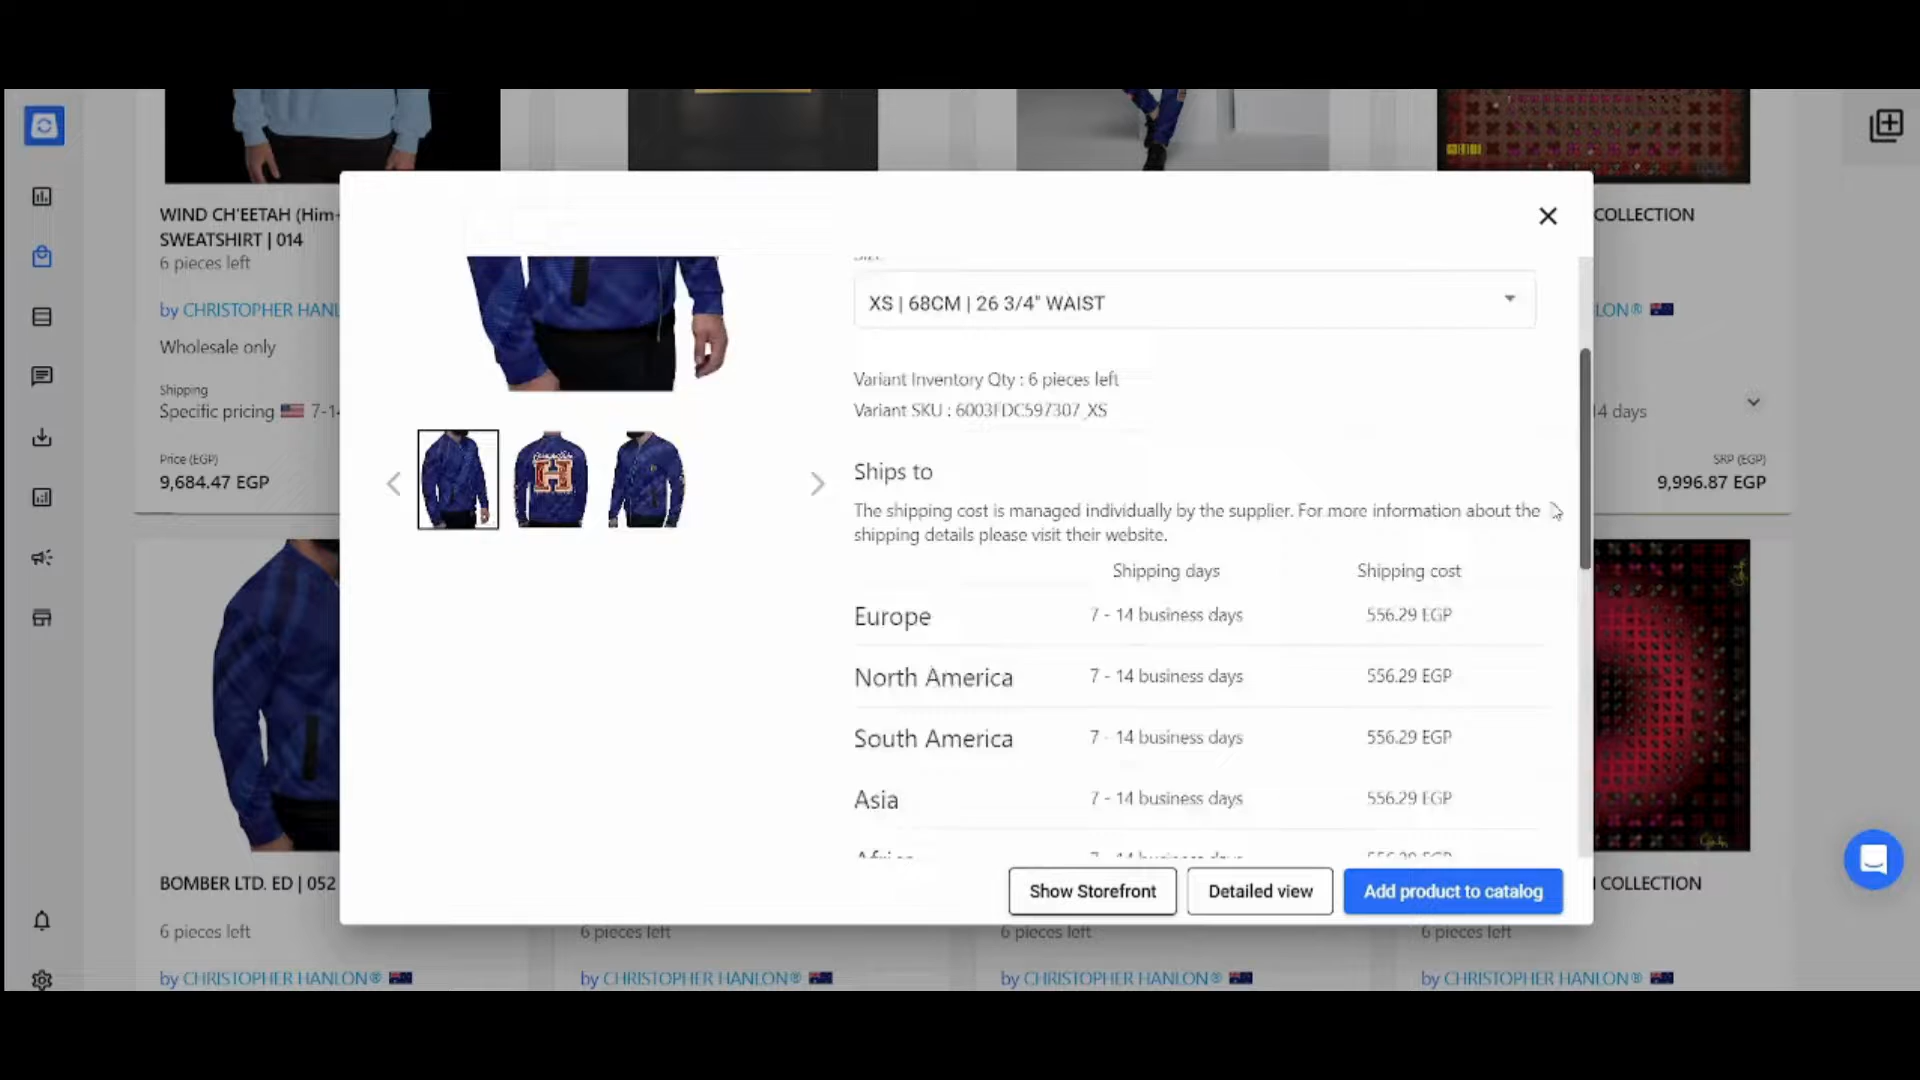 WIND CH'EETAH (Him-
SWEATSHIRT | 014
6 pieces left
by CHRISTOPHER HANL
Wholesale only
Shipping
Specific pricing 7-1
Price (EGP)
9,684.47 EGP
BOMBER LTD. ED | 052
6 pieces left
by CHRISTOPHER HANLON®
XS | 68CM | 26 3/4" WAIST
Variant Inventory Qty : 6 pieces left
Variant SKU : 6003FDC597307_XS
Ships to
The shipping cost is managed individually by the supplier. For more information about the
shipping details please visit their website.
Shipping days Shipping cost
Europe 7 - 14 business days 556.29 EGP
North America 7 - 14 business days 556.29 EGP
South America 7 - 14 business days 556.29 EGP
Asia 7 - 14 business days 556.29 EGP
Show Storefront Detailed view Add product to catalog
6 pieces left
by CHRISTOPHER HANLON®
6 pieces left
by CHRISTOPHER HANLON®
COLLECTION
LON®
14 days
SRP (EGP)
9,996.87 EGP
COLLECTION
6 pieces left
by CHRISTOPHER HANLON®